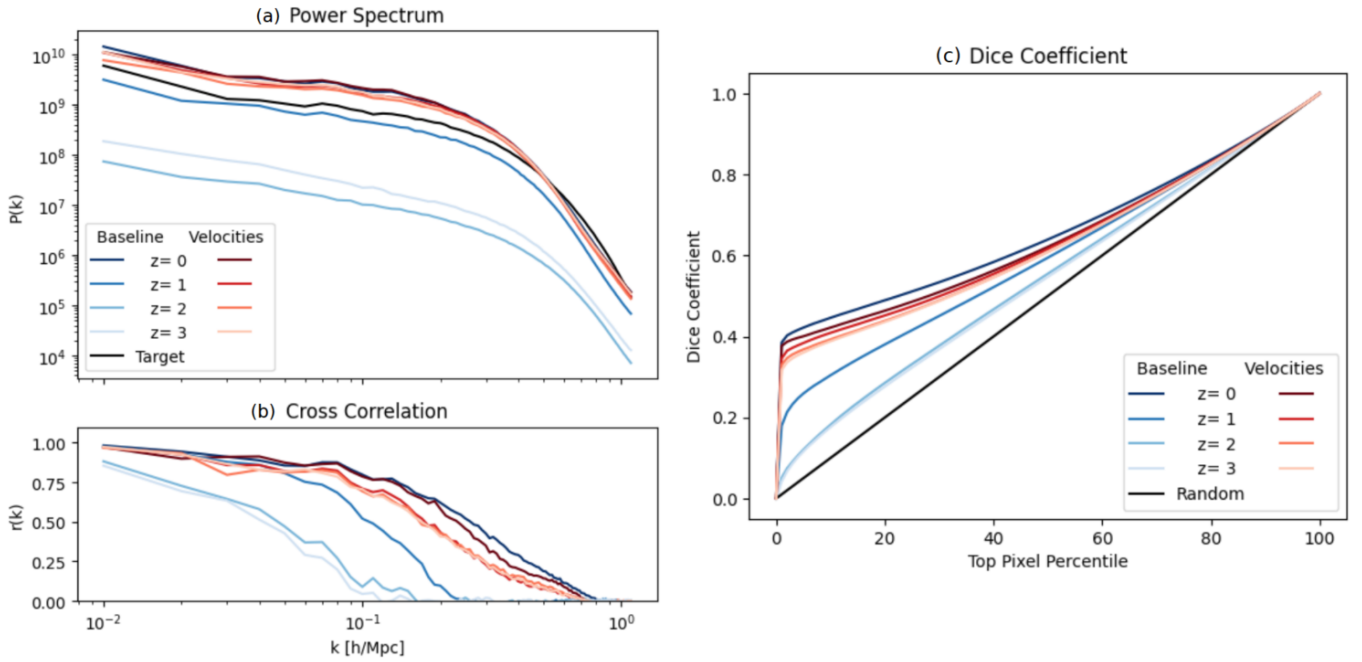 (a) Power Spectrum
P(k)
10^10
10^9
10^8
10^7
10^6
10^5
10^4
Baseline Velocities
z= 0
z= 1
z= 2
z= 3
Target
(b) Cross Correlation
r(k)
1.00
0.75
0.50
0.25
0.00
10^-2 10^-1 10^0
k [h/Mpc]
(c) Dice Coefficient
Dice Coefficient
1.0
0.8
0.6
0.4
0.2
0.0
Baseline Velocities
z= 0
z= 1
z= 2
z= 3
Random
0 20 40 60 80 100
Top Pixel Percentile